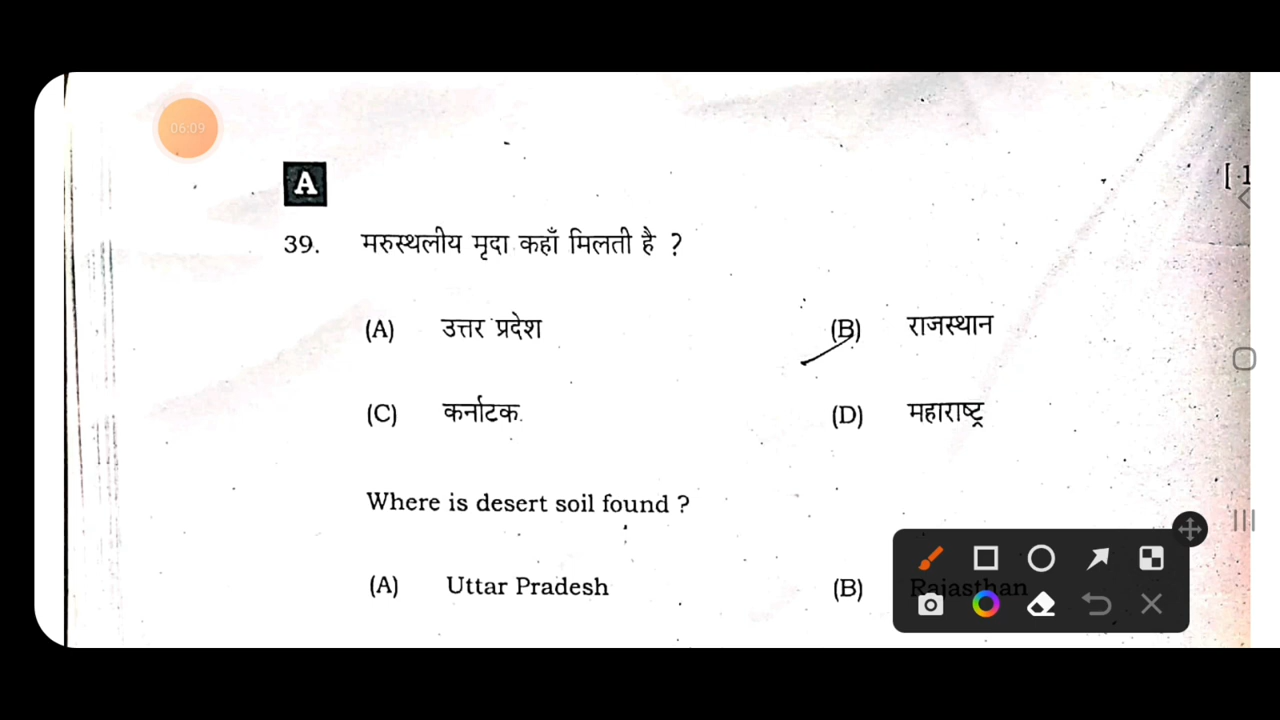 06:09
A
[ 1
39. मरुस्थलीय मृदा कहाँ मिलती है ?
(A) उत्तर प्रदेश (B) राजस्थान
(C) कर्नाटक (D) महाराष्ट्र
Where is desert soil found ?
(A) Uttar Pradesh (B) Rajasthan